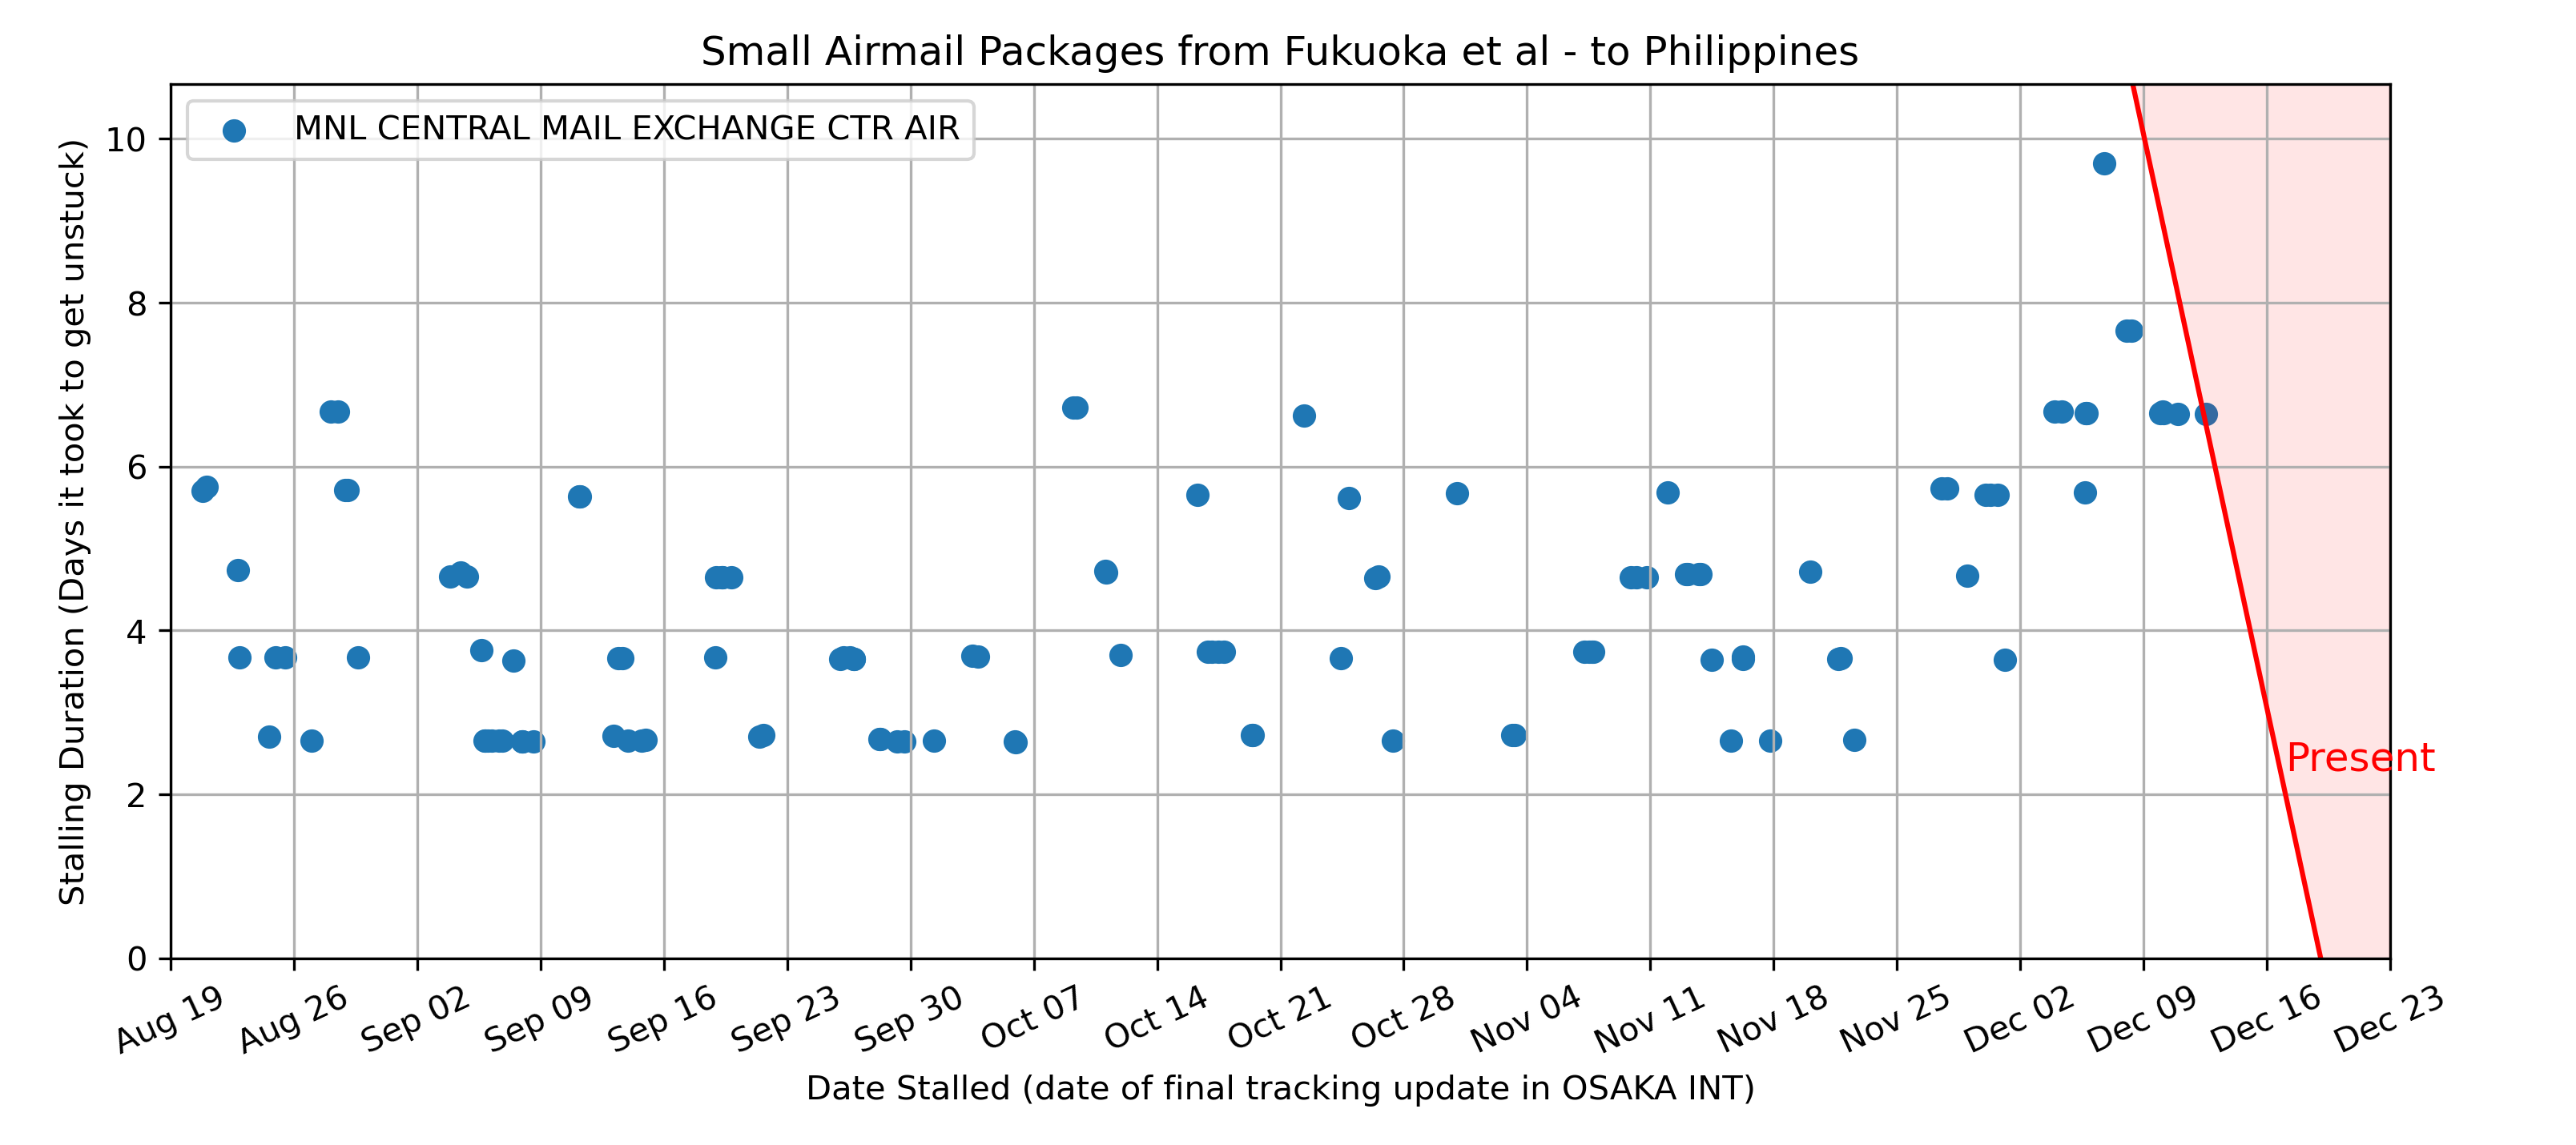 Small Airmail Packages from Fukuoka et al - to Philippines
MNL CENTRAL MAIL EXCHANGE CTR AIR
Stalling Duration (Days it took to get unstuck)
10
8
6
4
2
0
Present
Aug 19
Aug 26
Sep 02
Sep 09
Sep 16
Sep 23
Sep 30
Oct 07
Oct 14
Oct 21
Oct 28
Nov 04
Nov 11
Nov 18
Nov 25
Dec 02
Dec 09
Dec 16
Dec 23
Date Stalled (date of final tracking update in OSAKA INT)